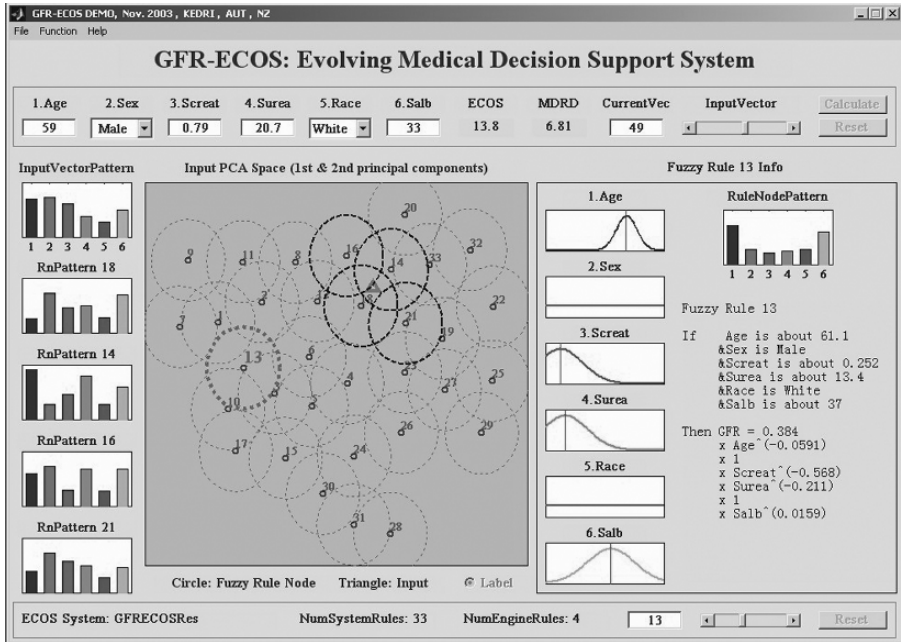 GFR-ECOS DEMO, Nov. 2003, KEDRI, AUT, NZ
File Function Help
GFR-ECOS: Evolving Medical Decision Support System
1.Age 2.Sex 3.Screat 4.Surea 5.Race 6.Salb ECOS MDRD CurrentVec InputVector Calculate
59 Male 0.79 20.7 White 33 13.8 6.81 49 Reset
InputVectorPattern
1 2 3 4 5 6
RnPattern 18
RnPattern 14
RnPattern 16
RnPattern 21
Input PCA Space (1st & 2nd principal components)
20
9 11 8 16 14 33 32
2 22
7 1 21 19
13 6
4 23 27 25
10 5
17 15 24 26 29
30
31 28
Circle: Fuzzy Rule Node Triangle: Input Label
Fuzzy Rule 13 Info
1.Age
2.Sex
3.Screat
4.Surea
5.Race
6.Salb
RuleNodePattern
1 2 3 4 5 6
Fuzzy Rule 13
If Age is about 61.1
&Sex is Male
&Screat is about 0.252
&Surea is about 13.4
&Race is White
&Salb is about 37
Then GFR = 0.384
x Age^(-0.0591)
x 1
x Screat^(-0.568)
x Surea^(-0.211)
x 1
x Salb^(0.0159)
ECOS System: GFRECOSRes NumSystemRules: 33 NumEngineRules: 4 13 Reset